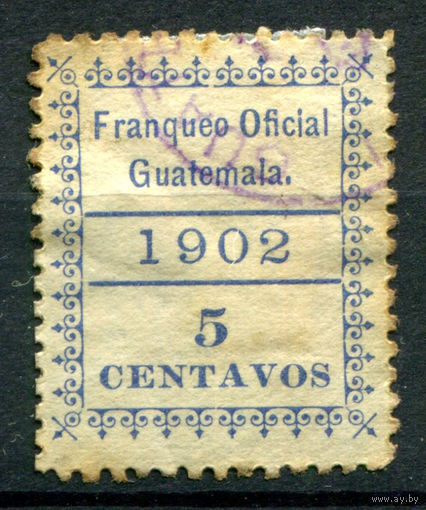 Franqueo Oficial
Guatemala.
1902
5
CENTAVOS
www.ay.by